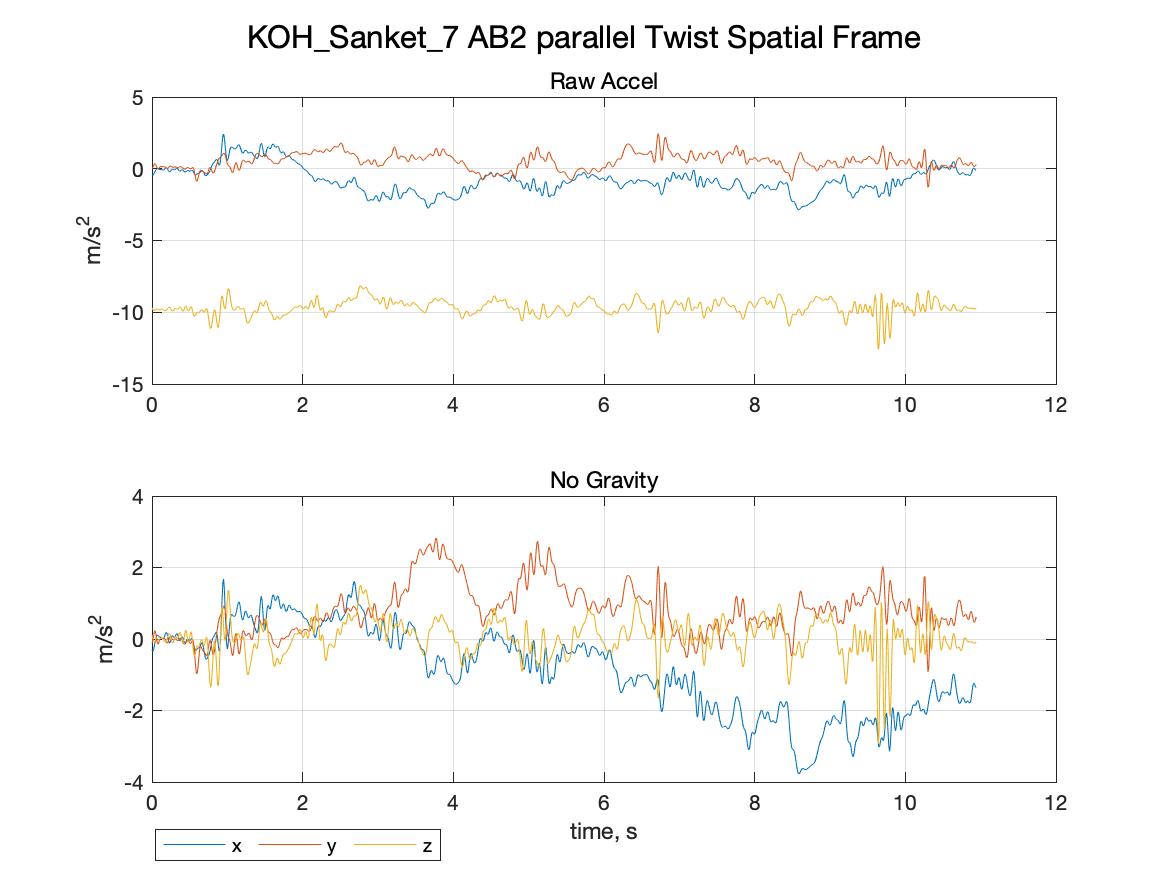 KOH_Sanket_7 AB2 parallel Twist Spatial Frame
Raw Accel
5
0
-5
-10
-15
m/s2
0 2 4 6 8 10 12
No Gravity
4
2
0
-2
-4
m/s2
0 2 4 6 8 10 12
time, s
x y z